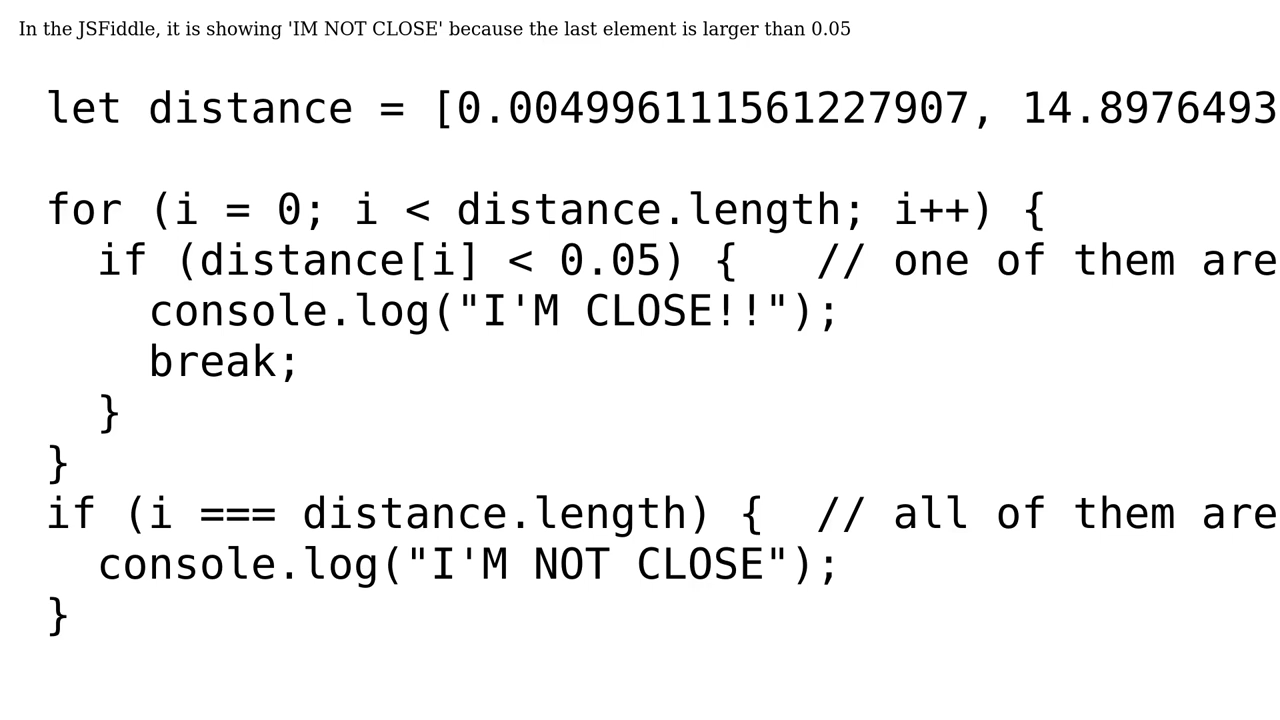 In the JSFiddle, it is showing 'IM NOT CLOSE' because the last element is larger than 0.05
let distance = [0.004996111561227907, 14.8976493
for (i = 0; i < distance.length; i++) {
  if (distance[i] < 0.05) {   // one of them are
    console.log("I'M CLOSE!!");
    break;
  }
}
if (i === distance.length) {  // all of them are
  console.log("I'M NOT CLOSE");
}